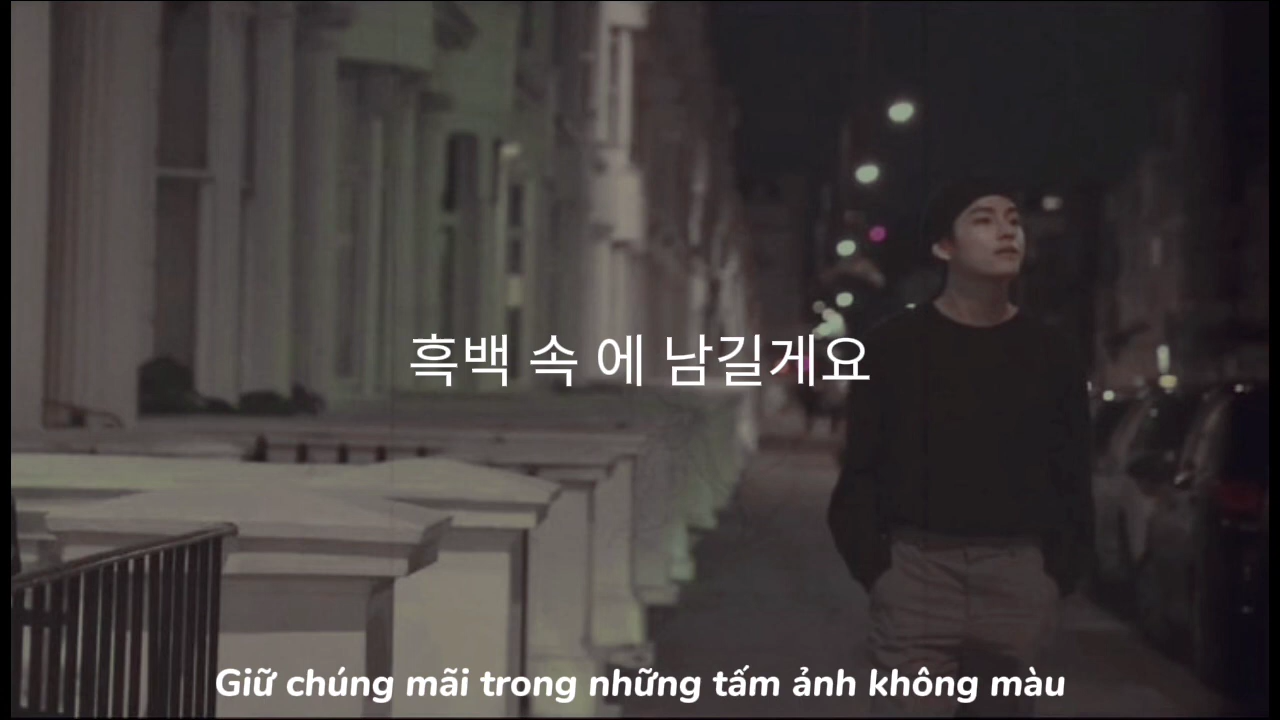 흑백 속 에 남길게요
Giữ chúng mãi trong những tấm ảnh không màu